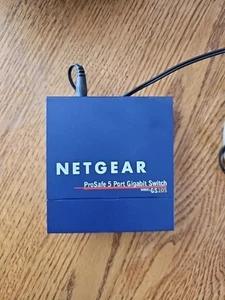 NETGEAR
ProSafe 5 Port Gigabit Switch
GS105